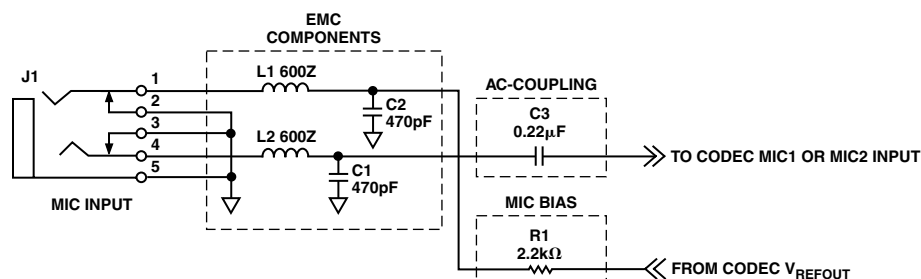 EMC
COMPONENTS
J1
1
L1 600Z
AC-COUPLING
2
C2
470pF
C3
0.22µF
3
L2 600Z
4
TO CODEC MIC1 OR MIC2 INPUT
5
C1
470pF
MIC INPUT
MIC BIAS
R1
2.2kΩ
FROM CODEC VREFOUT